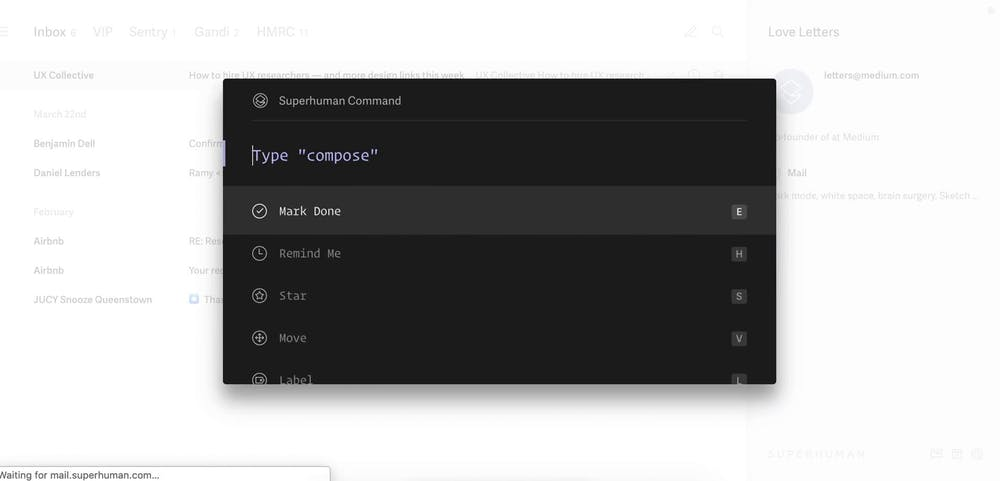 Inbox 6 VIP Sentry 1 Gandi 2 HMRC 11
Love Letters
UX Collective How to hire UX researchers — and more design links this week UX Collective How to hire UX research
letters@medium.com
Superhuman Command
March 22nd
cofounder of at Medium
Benjamin Dell Confirm
Type "compose"
Daniel Lenders Ramy <
Mail
mode, white space, brain surgery, Sketch ...
February
Mark Done E
Airbnb RE: Res
Remind Me H
Airbnb Your re
JUCY Snooze Queenstown Tha
Star S
Move V
Label L
SUPERHUMAN
Waiting for mail.superhuman.com...